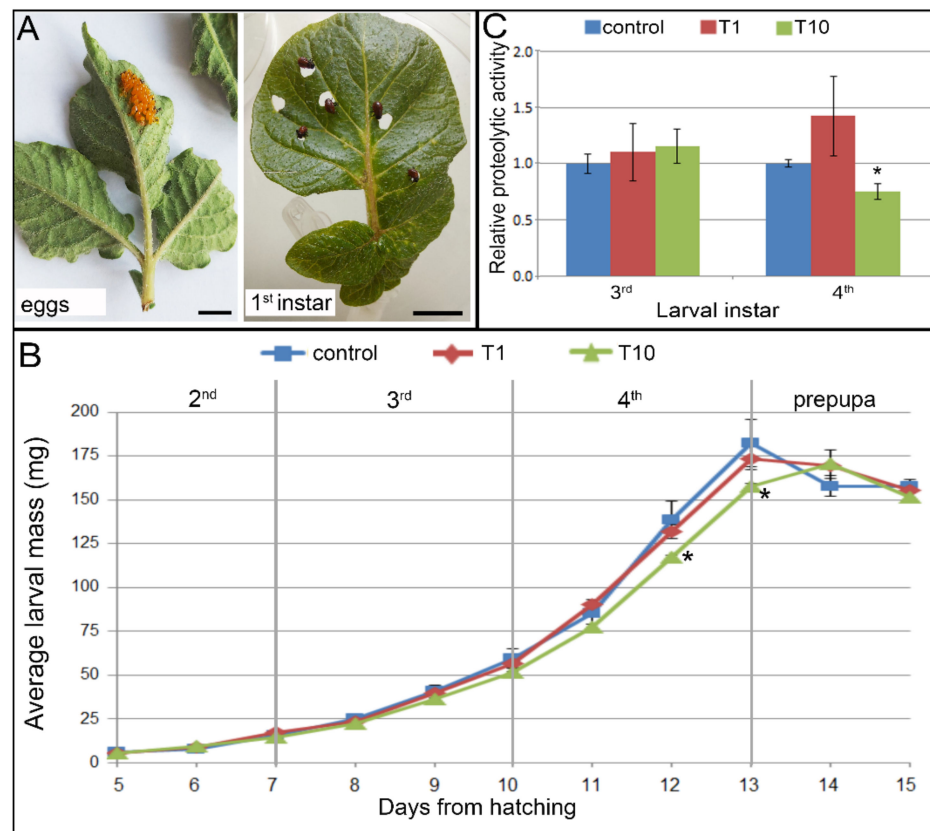 A
eggs
1st instar
C
control T1 T10
Relative proteolytic activity
2.0
1.5
1.0
0.5
0.0
*
3rd 4th
Larval instar
B
control T1 T10
2nd 3rd 4th prepupa
Average larval mass (mg)
200
175
150
125
100
75
50
25
0
*
*
5 6 7 8 9 10 11 12 13 14 15
Days from hatching